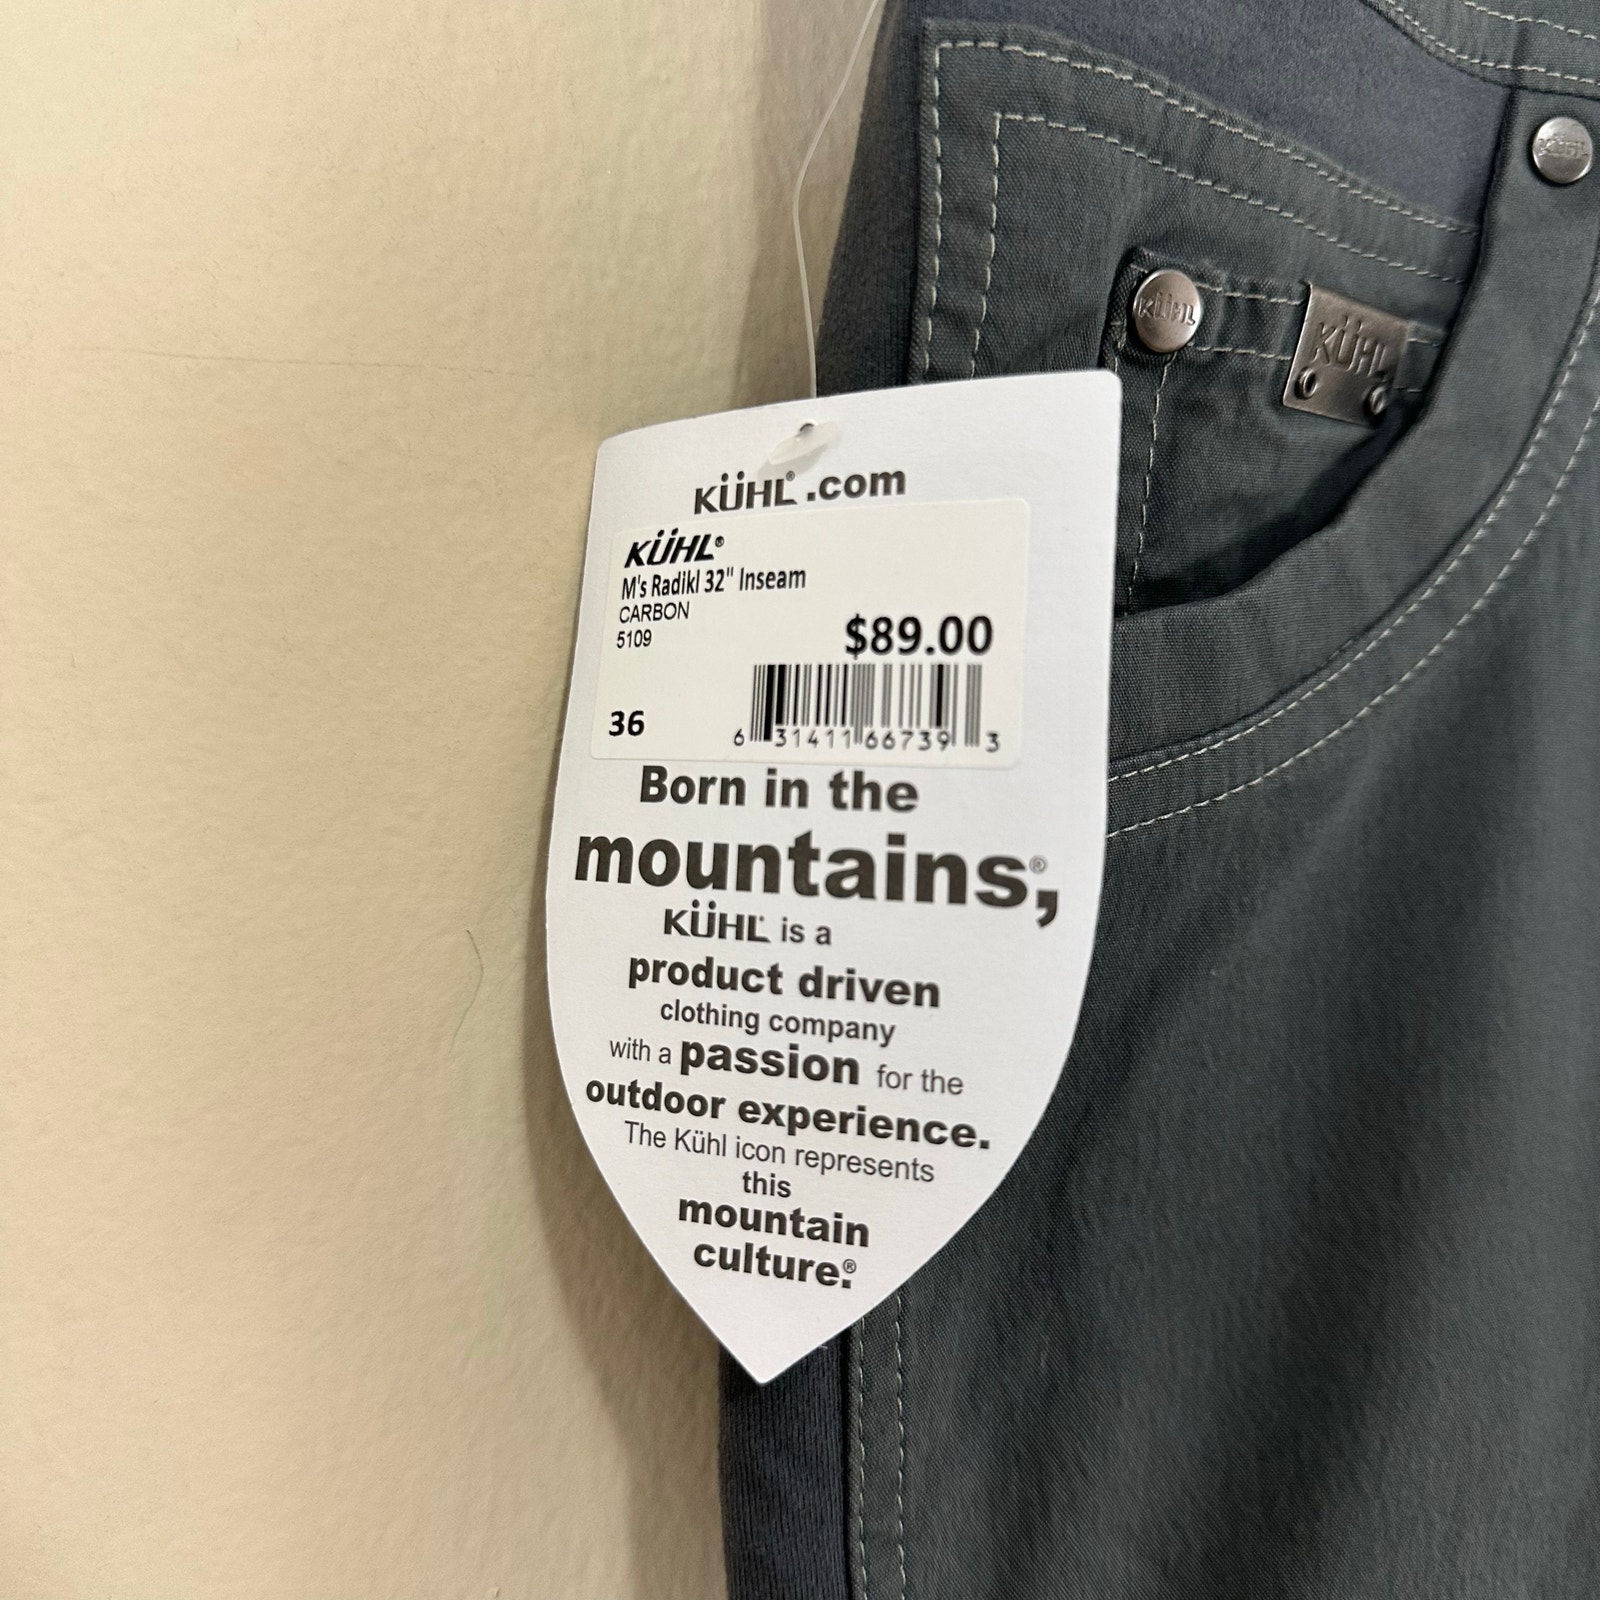 KÜHL
KÜHL
KÜHL
KÜHL® .com
KÜHL®
M's Radikl 32" Inseam
CARBON
5109
$89.00
36
6 31411 66739 3
Born in the
mountains,®
KÜHL is a
product driven
clothing company
with a passion for the
outdoor experience.
The Kühl icon represents
this
mountain
culture.®